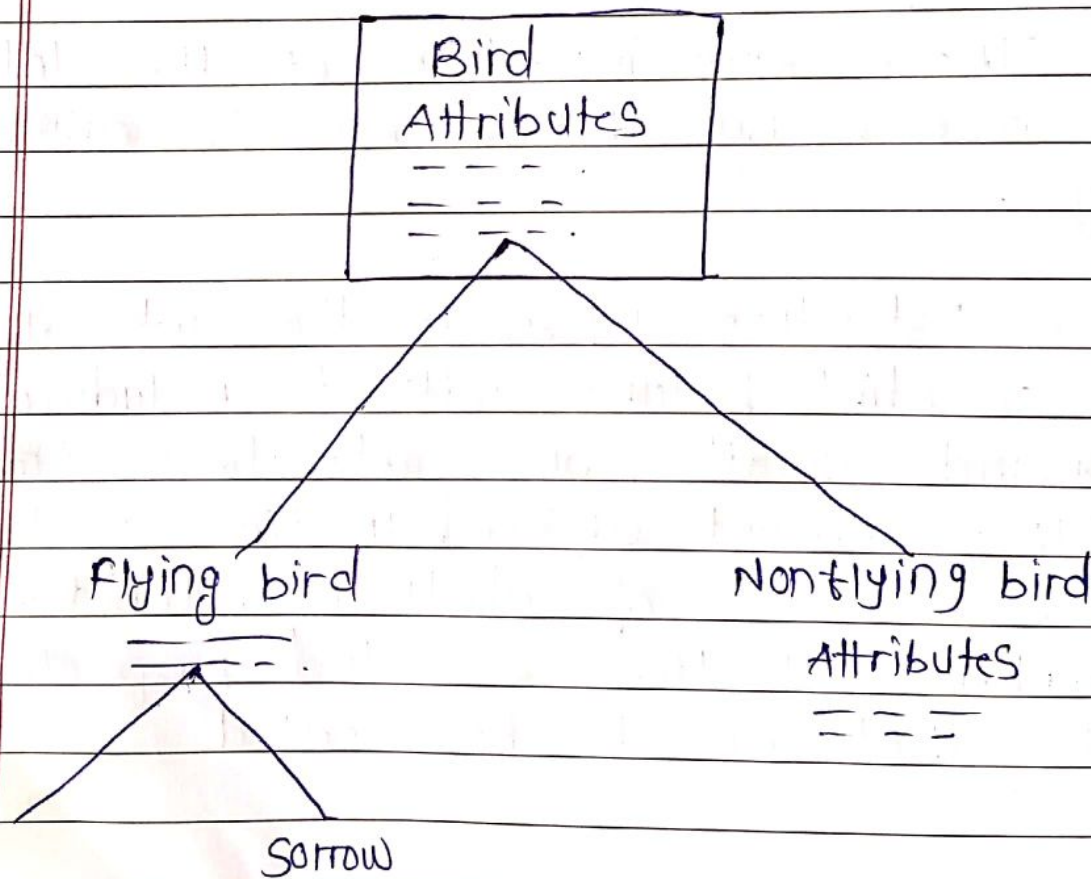 Bird
Attributes
Flying bird
Nonflying bird
Attributes
Sorrow